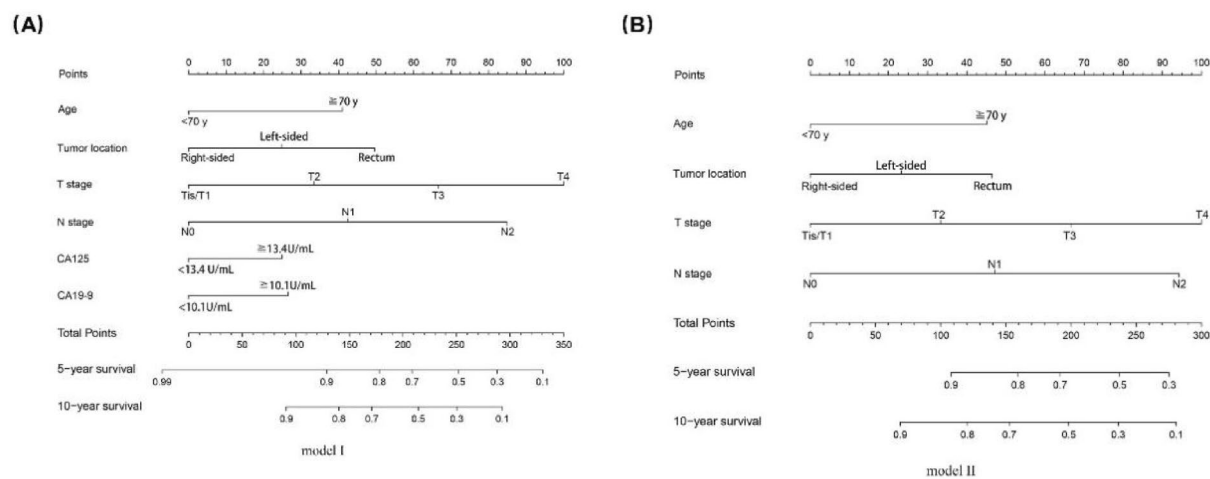 (A)
Points 0 10 20 30 40 50 60 70 80 90 100
Age ≧70 y
<70 y
Tumor location Left-sided
Right-sided Rectum
T stage T2 T4
Tis/T1 T3
N stage N1
N0 N2
CA125 ≧13.4U/mL
<13.4 U/mL
CA19-9 ≧10.1U/mL
<10.1U/mL
Total Points 0 50 100 150 200 250 300 350
5-year survival 0.99 0.9 0.8 0.7 0.5 0.3 0.1
10-year survival 0.9 0.8 0.7 0.5 0.3 0.1
model I
(B)
Points 0 10 20 30 40 50 60 70 80 90 100
Age ≧70 y
<70 y
Tumor location Left-sided
Right-sided Rectum
T stage T2 T4
Tis/T1 T3
N stage N1
N0 N2
Total Points 0 50 100 150 200 250 300
5-year survival 0.9 0.8 0.7 0.5 0.3
10-year survival 0.9 0.8 0.7 0.5 0.3 0.1
model II